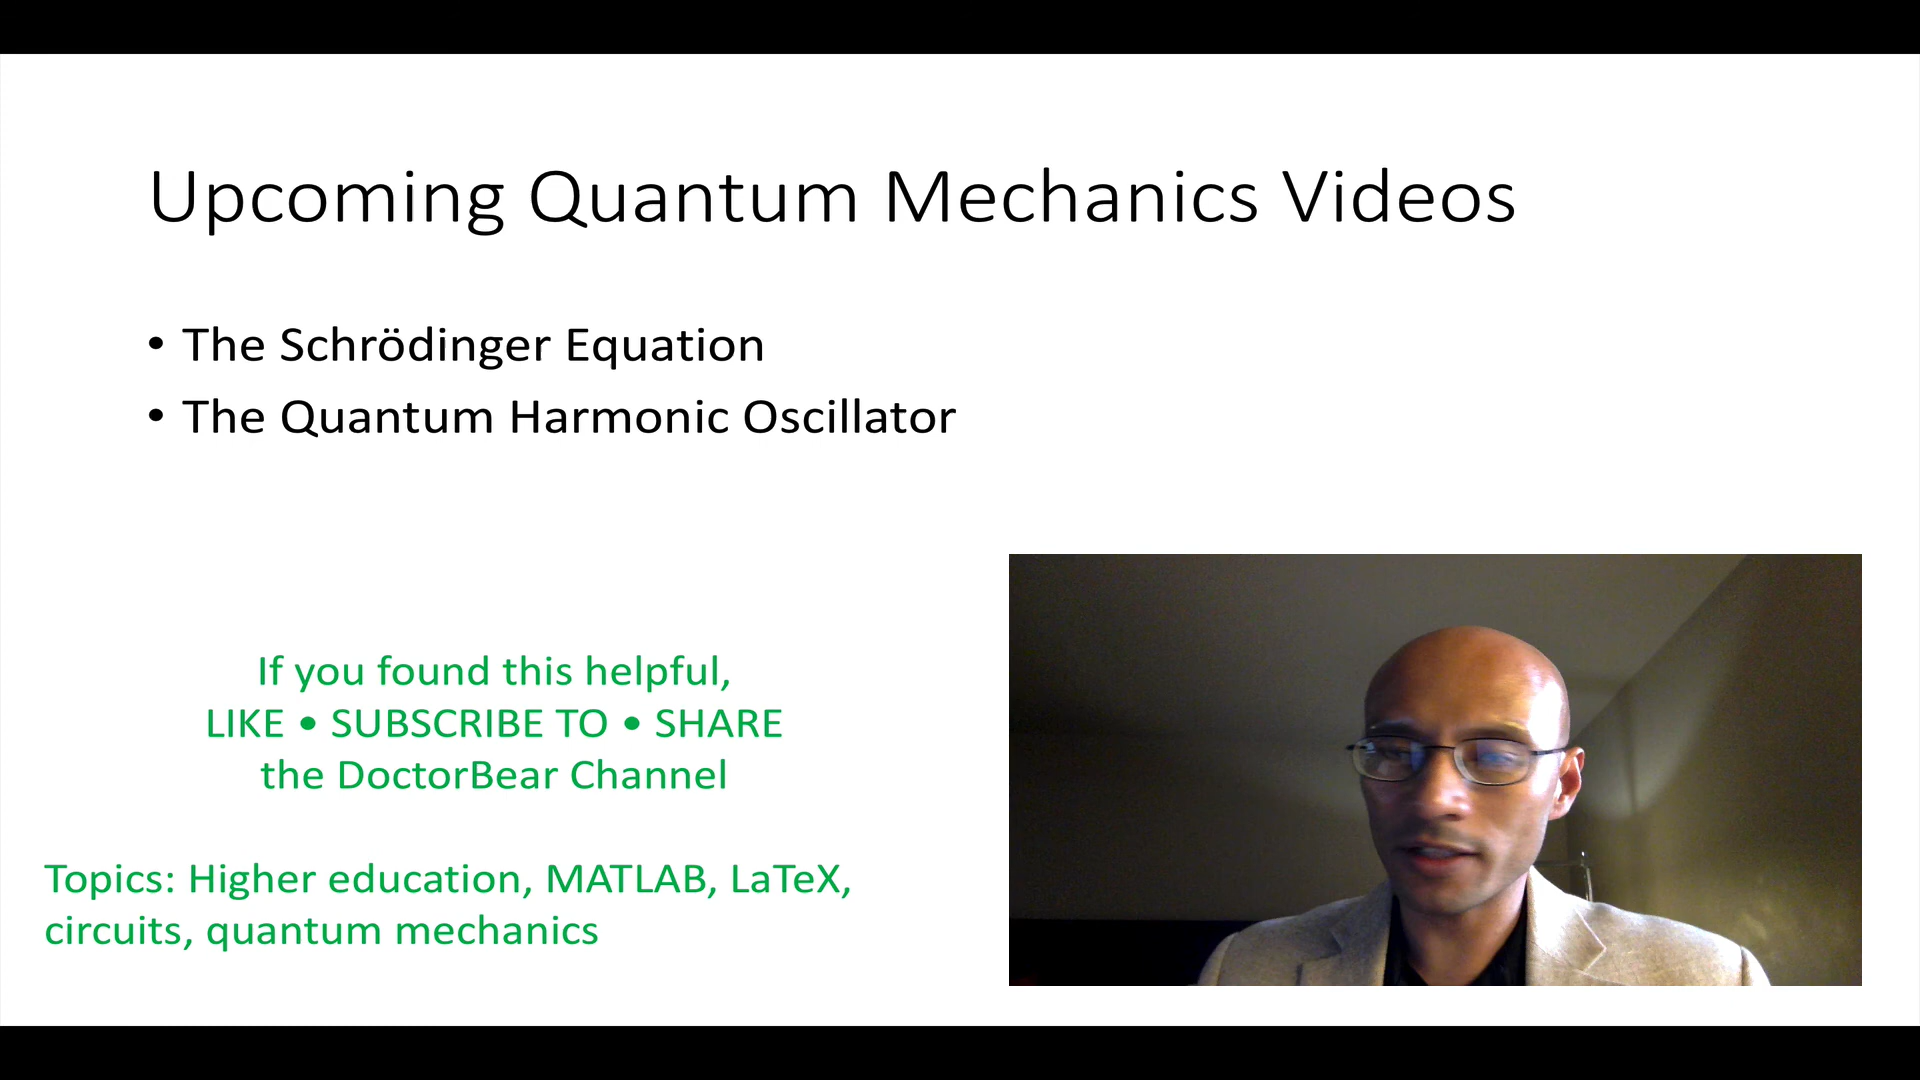 Upcoming Quantum Mechanics Videos
• The Schrödinger Equation
• The Quantum Harmonic Oscillator
If you found this helpful,
LIKE • SUBSCRIBE TO • SHARE
the DoctorBear Channel
Topics: Higher education, MATLAB, LaTeX,
circuits, quantum mechanics